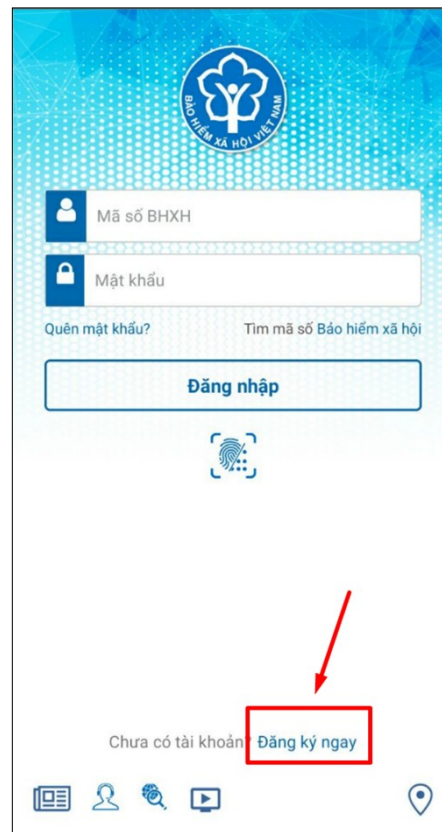 BẢO HIỂM XÃ HỘI VIỆT NAM
Mã số BHXH
Mật khẩu
Quên mật khẩu? Tìm mã số Bảo hiểm xã hội
Đăng nhập
Chưa có tài khoản? Đăng ký ngay